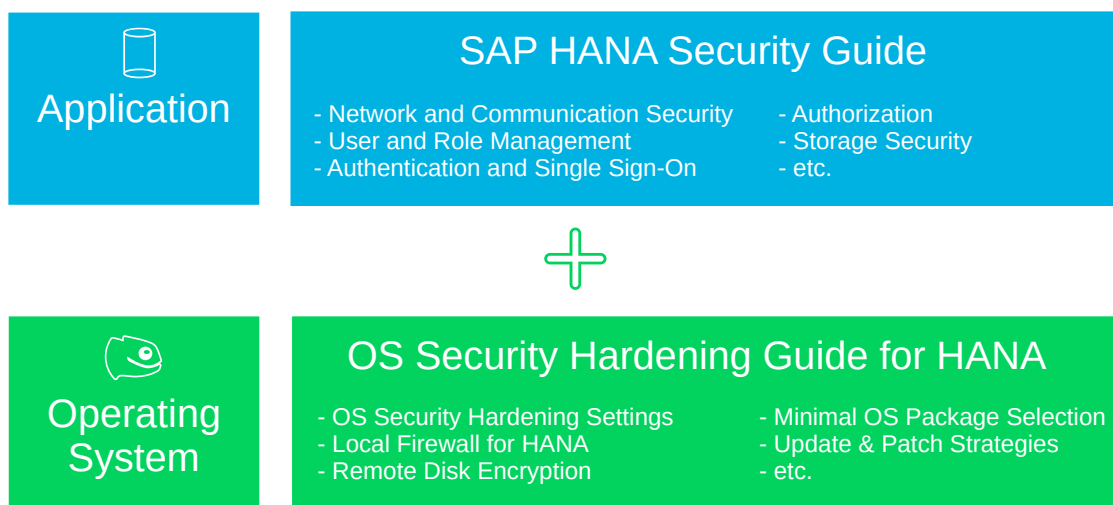 Application
SAP HANA Security Guide
- Network and Communication Security
- User and Role Management
- Authentication and Single Sign-On
- Authorization
- Storage Security
- etc.
Operating
System
OS Security Hardening Guide for HANA
- OS Security Hardening Settings
- Local Firewall for HANA
- Remote Disk Encryption
- Minimal OS Package Selection
- Update & Patch Strategies
- etc.